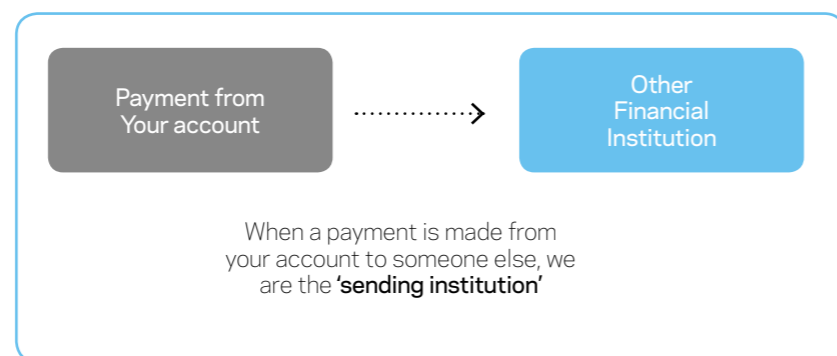 Payment from
Your account
Other
Financial
Institution
When a payment is made from
your account to someone else, we
are the ‘sending institution’